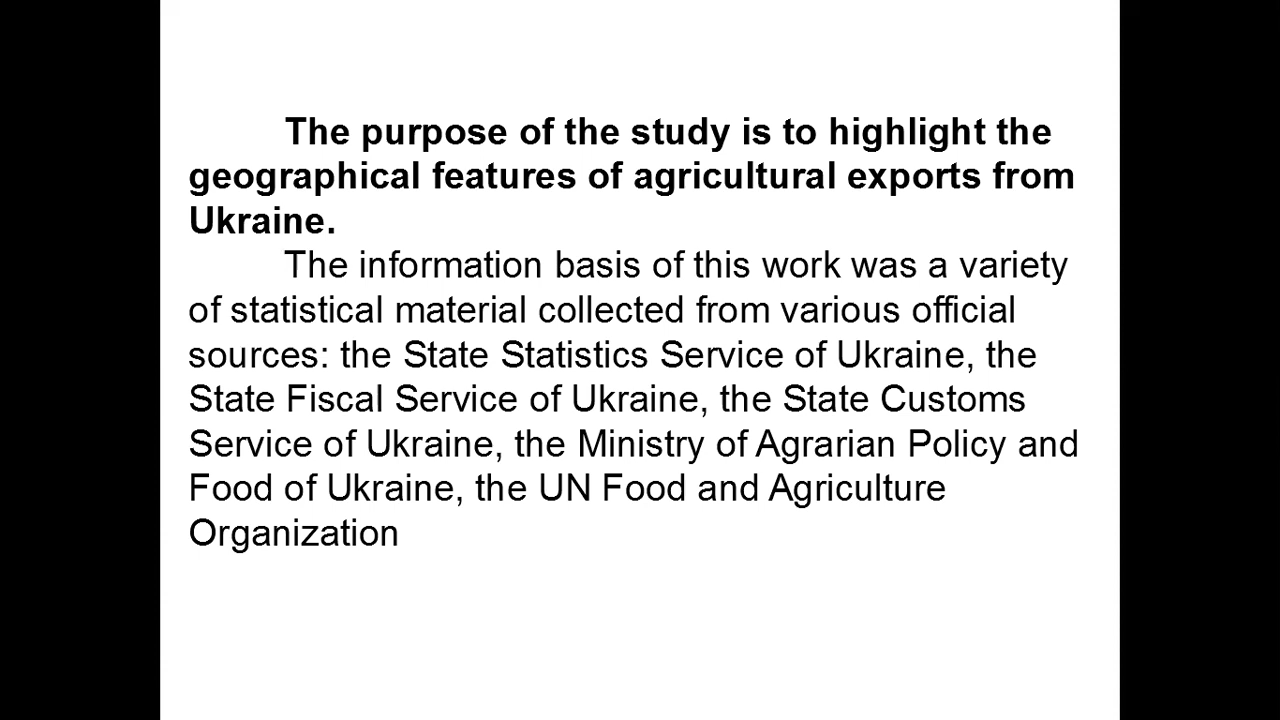 The purpose of the study is to highlight the
geographical features of agricultural exports from
Ukraine.
The information basis of this work was a variety
of statistical material collected from various official
sources: the State Statistics Service of Ukraine, the
State Fiscal Service of Ukraine, the State Customs
Service of Ukraine, the Ministry of Agrarian Policy and
Food of Ukraine, the UN Food and Agriculture
Organization